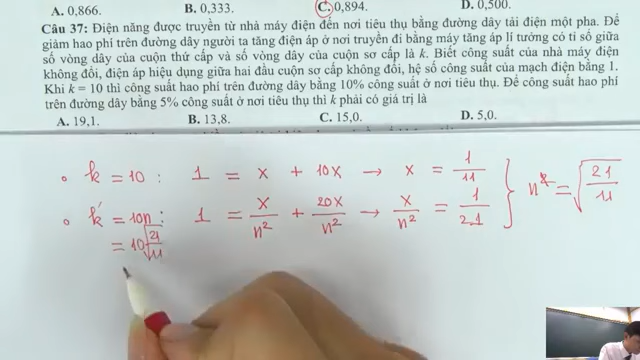 A. 0,866. B. 0,333. C. 0,894. D. 0,500.
Câu 37: Điện năng được truyền từ nhà máy điện đến nơi tiêu thụ bằng đường dây tải điện một pha. Để
giảm hao phí trên đường dây người ta tăng điện áp ở nơi truyền đi bằng máy tăng áp lí tưởng có tỉ số giữa
số vòng dây của cuộn thứ cấp và số vòng dây của cuộn sơ cấp là k. Biết công suất của nhà máy điện
không đổi, điện áp hiệu dụng giữa hai đầu cuộn sơ cấp không đổi, hệ số công suất của mạch điện bằng 1.
Khi k = 10 thì công suất hao phí trên đường dây bằng 10% công suất ở nơi tiêu thụ. Để công suất hao phí
trên đường dây bằng 5% công suất ở nơi tiêu thụ thì k phải có giá trị là
A. 19,1. B. 13,8. C. 15,0. D. 5,0.
• k = 10 : 1 = x + 10x → x = 1/11
• k' = 10n : 1 = x/n² + 20x/n² → x/n² = 1/21 } n = √(21/11)
= 10√(21/11)